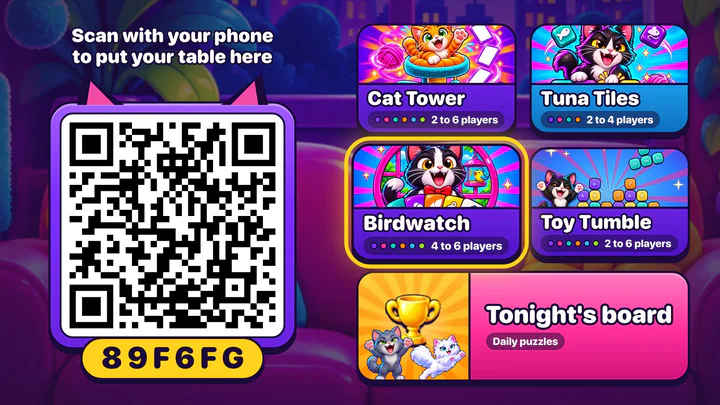 Scan with your phone
to put your table here
89F6FG
Cat Tower
2 to 6 players
Tuna Tiles
2 to 4 players
Birdwatch
4 to 6 players
Toy Tumble
2 to 6 players
Tonight's board
Daily puzzles